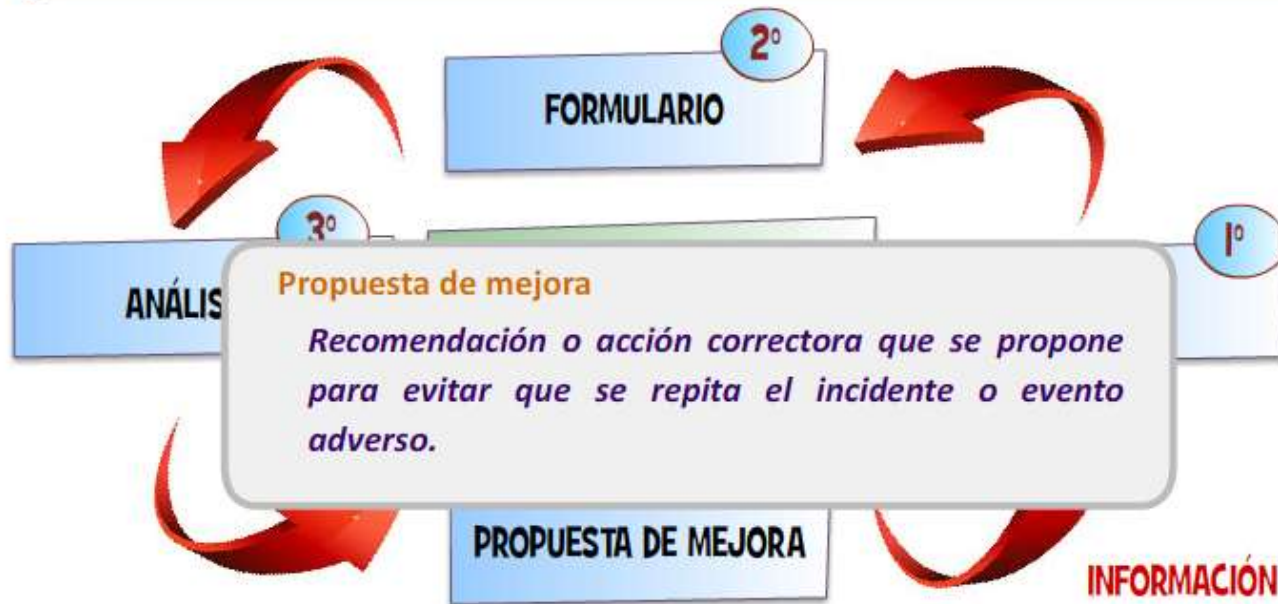 2º
FORMULARIO
3º
1º
ANÁLIS
Propuesta de mejora
Recomendación o acción correctora que se propone
para evitar que se repita el incidente o evento
adverso.
PROPUESTA DE MEJORA
INFORMACIÓN